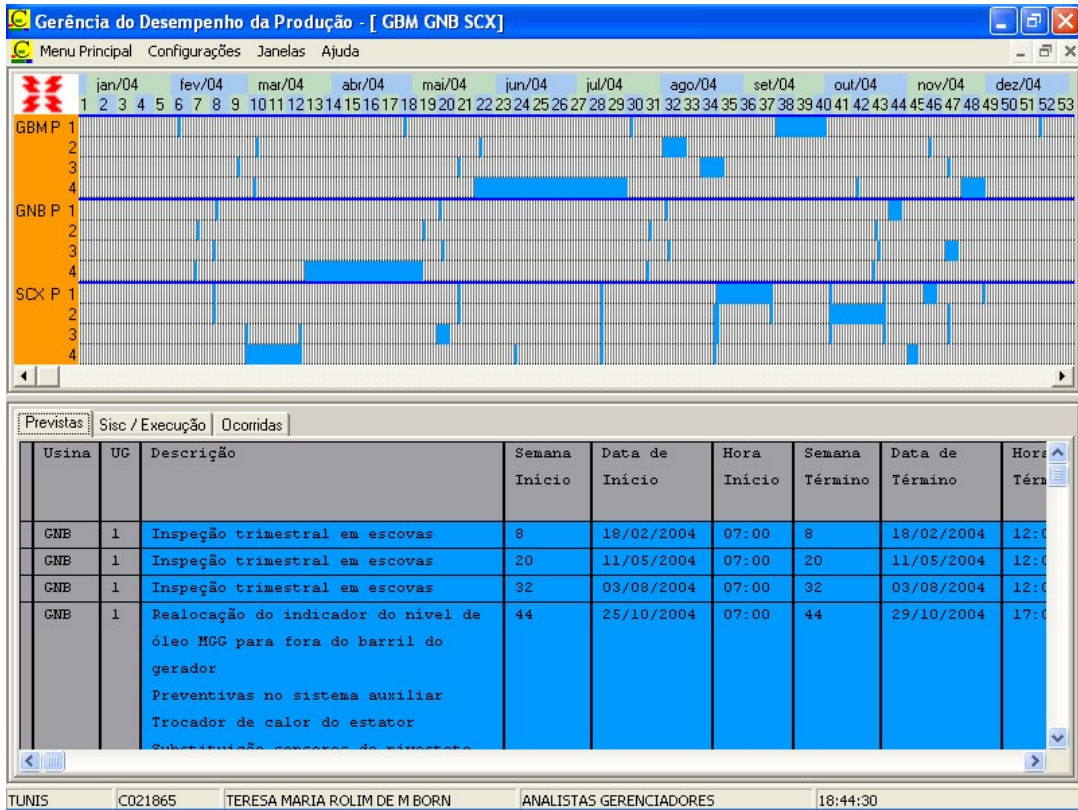 Gerência do Desempenho da Produção - [ GBM GNB SCX]
Menu Principal Configurações Janelas Ajuda
jan/04 fev/04 mar/04 abr/04 mai/04 jun/04 jul/04 ago/04 set/04 out/04 nov/04 dez/04
1 2 3 4 5 6 7 8 9 10 11 12 13 14 15 16 17 18 19 20 21 22 23 24 25 26 27 28 29 30 31 32 33 34 35 36 37 38 39 40 41 42 43 44 45 46 47 48 49 50 51 52 53
GBM P 1
2
3
4
GNB P 1
2
3
4
SCX P 1
2
3
4
Previstas Sisc / Execução Ocorridas
Usina UG Descrição Semana Data de Hora Semana Data de Hora
Início Início Início Término Término
GNB 1 Inspeção trimestral em escovas 8 18/02/2004 07:00 8 18/02/2004
GNB 1 Inspeção trimestral em escovas 20 11/05/2004 07:00 20 11/05/2004
GNB 1 Inspeção trimestral em escovas 32 03/08/2004 07:00 32 03/08/2004
GNB 1 Realocação do indicador do nível de 44 25/10/2004 07:00 44 29/10/2004
óleo MGG para fora do barril do
gerador
Preventivas no sistema auxiliar
Trocador de calor do estator
TUNIS C021865 TERESA MARIA ROLIM DE M BORN ANALISTAS GERENCIADORES 18:44:30